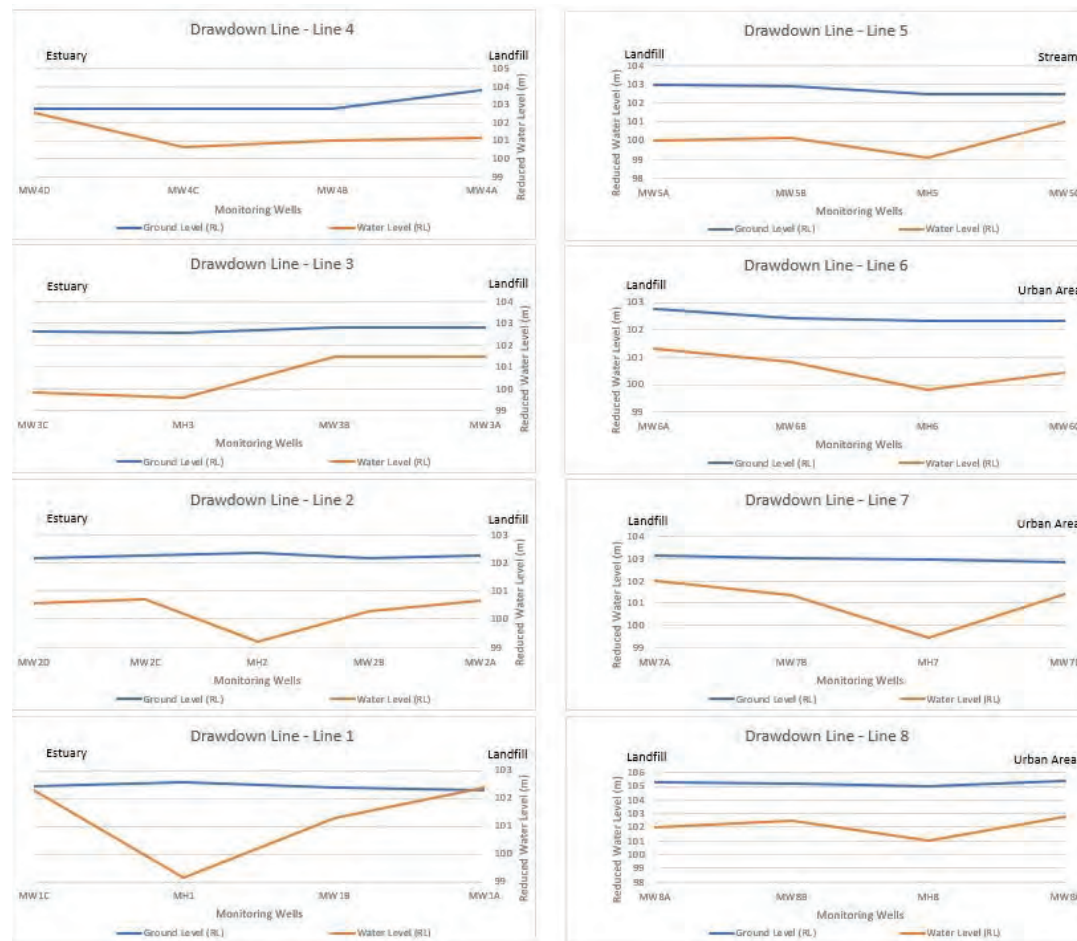 Drawdown Line - Line 4
Estuary
Landfill
105
104
103
102
101
100
99
Reduced Water Level (m)
MW4D MW4C MW4B MW4A
Monitoring Wells
Ground Level (RL) Water Level (RL)
Drawdown Line - Line 5
Landfill
Stream
104
103
102
101
100
99
98
Reduced Water Level (m)
MW5A MW5B MH5
Monitoring Wells
Ground Level (RL) Water Level (RL)
Drawdown Line - Line 3
Estuary
Landfill
104
103
102
101
100
99
Reduced Water Level (m)
MW3C MH3 MW3B MW3A
Monitoring Wells
Ground Level (RL) Water Level (RL)
Drawdown Line - Line 6
Landfill
Urban Area
103
102
101
100
99
Reduced Water Level (m)
MW6A MW6B MH6
Monitoring Wells
Ground Level (RL) Water Level (RL)
Drawdown Line - Line 2
Estuary
Landfill
103
102
101
100
99
Reduced Water Level (m)
MW2D MW2C MH2 MW2B MW2A
Monitoring Wells
Ground Level (RL) Water Level (RL)
Drawdown Line - Line 7
Landfill
Urban Area
104
103
102
101
100
99
Reduced Water Level (m)
MW7A MW7B MH7
Monitoring Wells
Ground Level (RL) Water Level (RL)
Drawdown Line - Line 1
Estuary
Landfill
103
102
101
100
99
Reduced Water Level (m)
MW1C MH1 MW1B MW1A
Monitoring Wells
Ground Level (RL) Water Level (RL)
Drawdown Line - Line 8
Landfill
Urban Area
106
105
104
103
102
101
100
99
98
Reduced Water Level (m)
MW8A MW8B MH8
Monitoring Wells
Ground Level (RL) Water Level (RL)